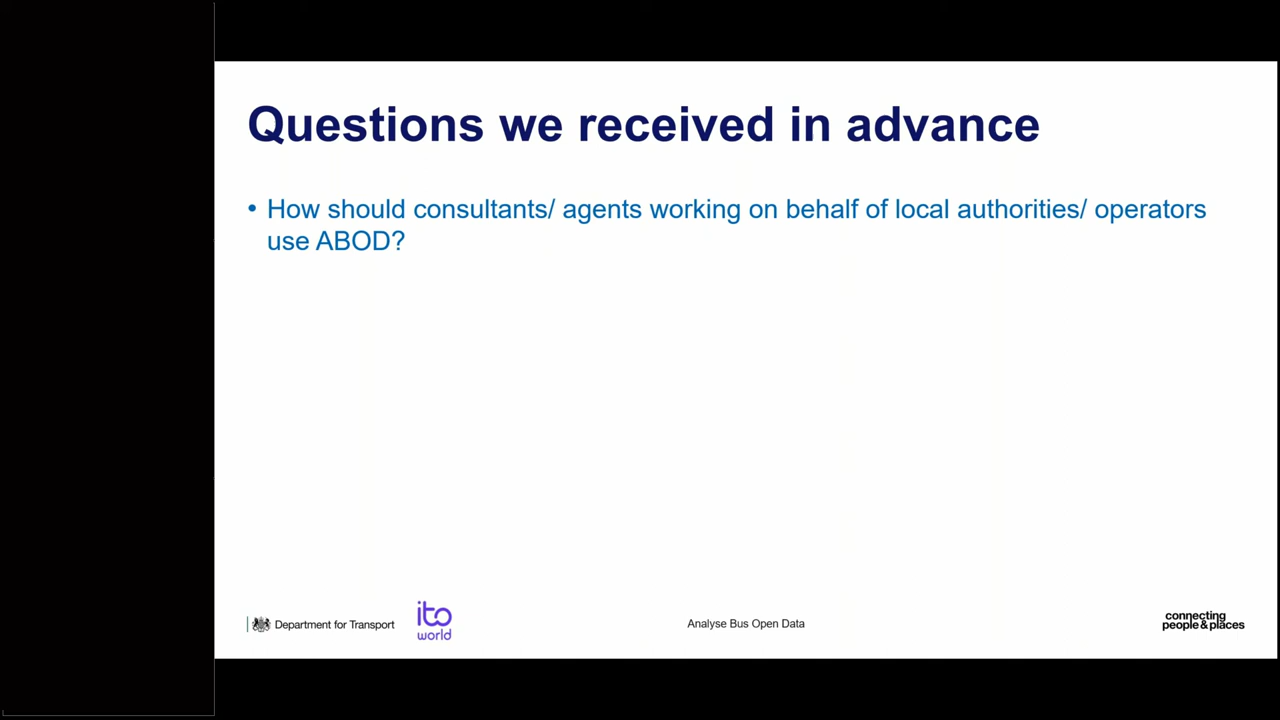 Questions we received in advance
• How should consultants/ agents working on behalf of local authorities/ operators
use ABOD?
Department for Transport
ito
world
Analyse Bus Open Data
connecting
people&places